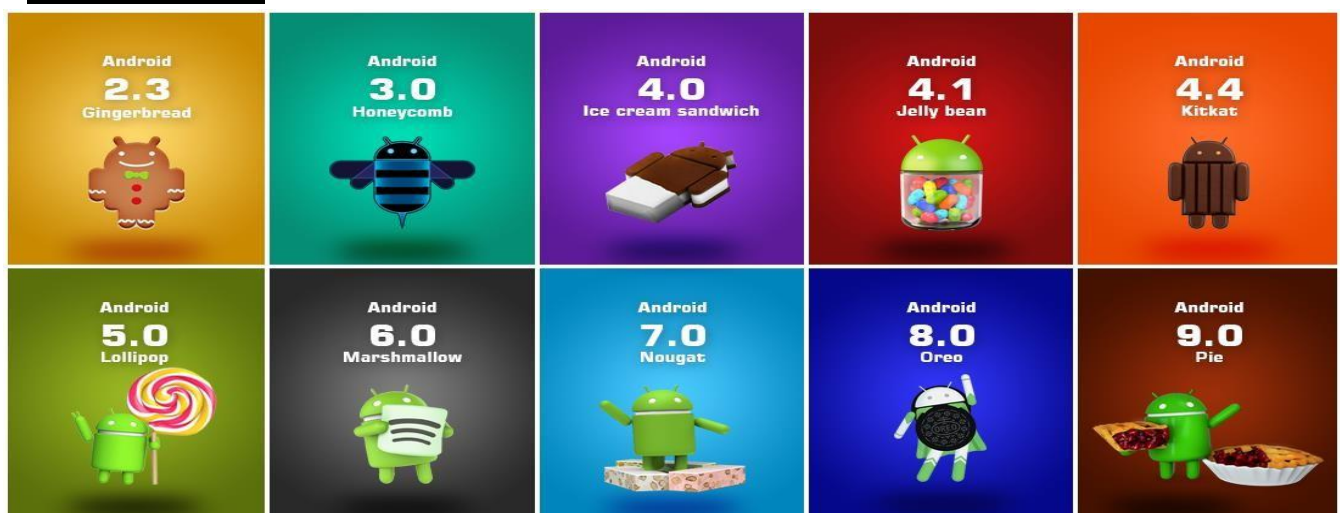 Android
2.3
Gingerbread
Android
3.0
Honeycomb
Android
4.0
Ice cream sandwich
Android
4.1
Jelly bean
Android
4.4
Kitkat
Android
5.0
Lollipop
Android
6.0
Marshmallow
Android
7.0
Nougat
Android
8.0
Oreo
OREO
Android
9.0
Pie